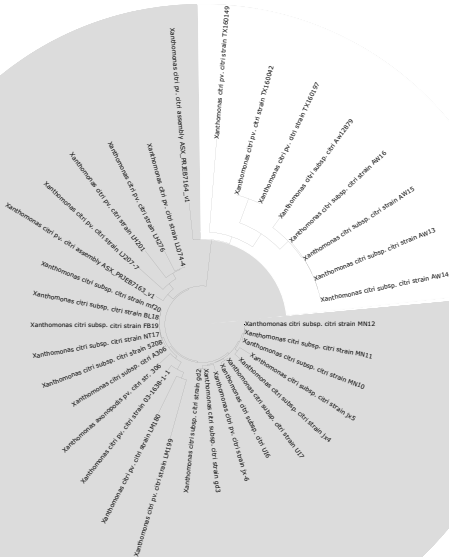 Xanthomonas citri pv. citri strain TX160149
Xanthomonas citri pv. citri strain TX160042
Xanthomonas citri pv. citri strain TX160197
Xanthomonas citri subsp. citri Aw12879
Xanthomonas citri subsp. citri strain AW16
Xanthomonas citri subsp. citri strain AW15
Xanthomonas citri subsp. citri strain AW13
Xanthomonas citri subsp. citri strain AW14
Xanthomonas citri subsp. citri strain MN12
Xanthomonas citri subsp. citri strain MN11
Xanthomonas citri subsp. citri strain MN10
Xanthomonas citri subsp. citri strain jx5
Xanthomonas citri subsp. citri strain jx4
Xanthomonas citri subsp. citri strain UI7
Xanthomonas citri subsp. citri UI6
Xanthomonas citri pv. citri strain jx-6
Xanthomonas citri subsp. citri strain gd3
Xanthomonas citri subsp. citri strain gd2
Xanthomonas citri pv. citri strain LM199
Xanthomonas citri pv. citri strain LM180
Xanthomonas citri pv. citri strain 03-1638-1-1
Xanthomonas axonopodis pv. citri str. 306
Xanthomonas citri subsp. citri A306
Xanthomonas citri subsp. citri strain 5208
Xanthomonas citri subsp. citri strain NT17
Xanthomonas citri subsp. citri strain FB19
Xanthomonas citri subsp. citri strain BL18
Xanthomonas citri subsp. citri strain mf20
Xanthomonas citri pv. citri assembly ASX_PRJEB7163_v1
Xanthomonas citri pv. citri strain LJ207-7
Xanthomonas citri pv. citri strain LH201
Xanthomonas citri pv. citri strain LH276
Xanthomonas citri pv. citri strain LL074-4
Xanthomonas citri pv. citri assembly ASX_PRJEB7164_v1